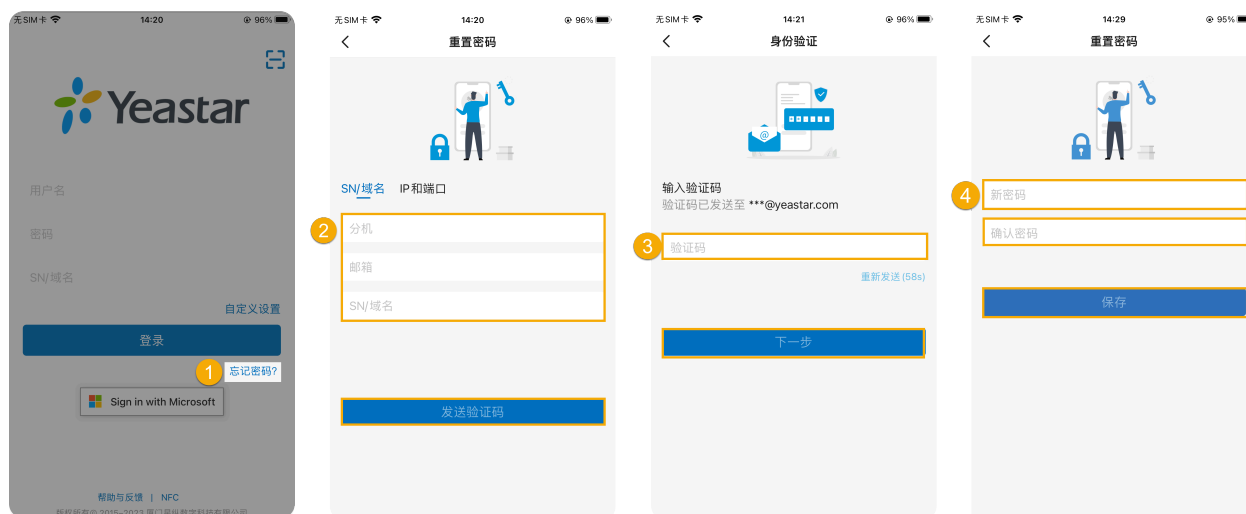 无SIM卡 14:20 96%
Yeastar
用户名
密码
SN/域名
自定义设置
登录
1 忘记密码?
Sign in with Microsoft
帮助与反馈 | NFC
无SIM卡 14:20 96%
重置密码
SN/域名 IP和端口
2
分机
邮箱
SN/域名
发送验证码
无SIM卡 14:21 96%
身份验证
@
输入验证码
验证码已发送至 ***@yeastar.com
3 验证码
重新发送 (58s)
下一步
无SIM卡 14:29 95%
重置密码
4 新密码
确认密码
保存